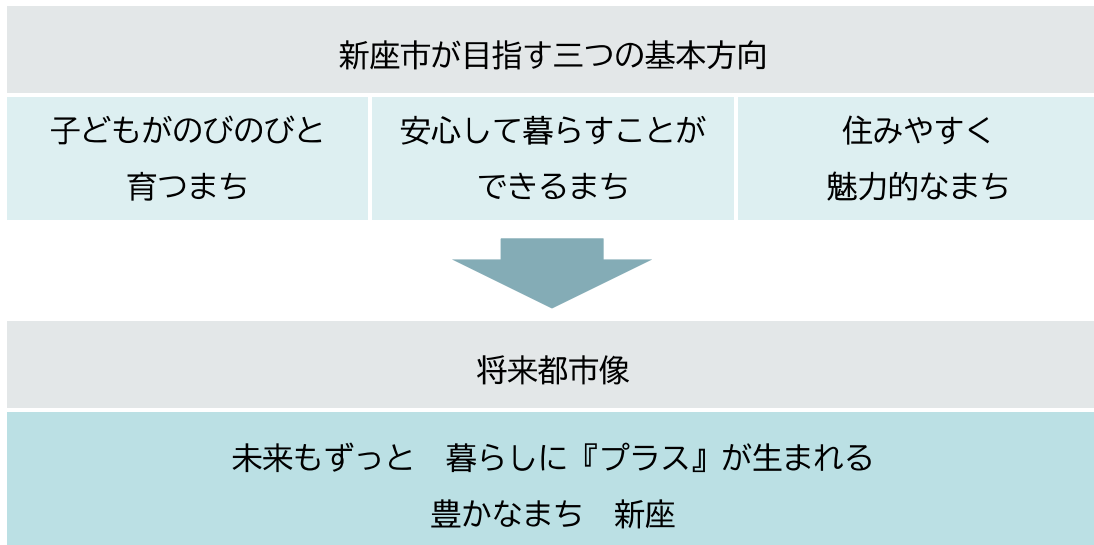 新座市が目指す三つの基本方向
子どもがのびのびと
育つまち
安心して暮らすことが
できるまち
住みやすく
魅力的なまち
将来都市像
未来もずっと　暮らしに『プラス』が生まれる
豊かなまち　新座